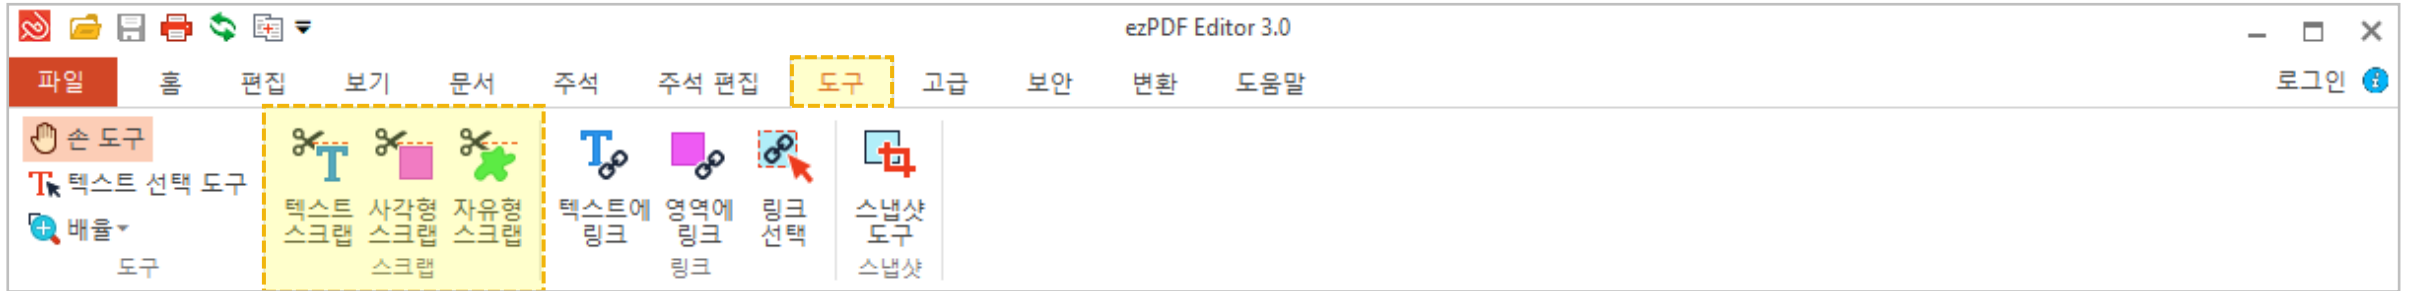 ezPDF Editor 3.0
파일 홈 편집 보기 문서 주석 주석 편집 도구 고급 보안 변환 도움말 로그인
손 도구
텍스트 선택 도구
배율
도구
텍스트 스크랩
사각형 스크랩
자유형 스크랩
스크랩
텍스트에 링크
영역에 링크
링크 선택
링크
스냅샷 도구
스냅샷